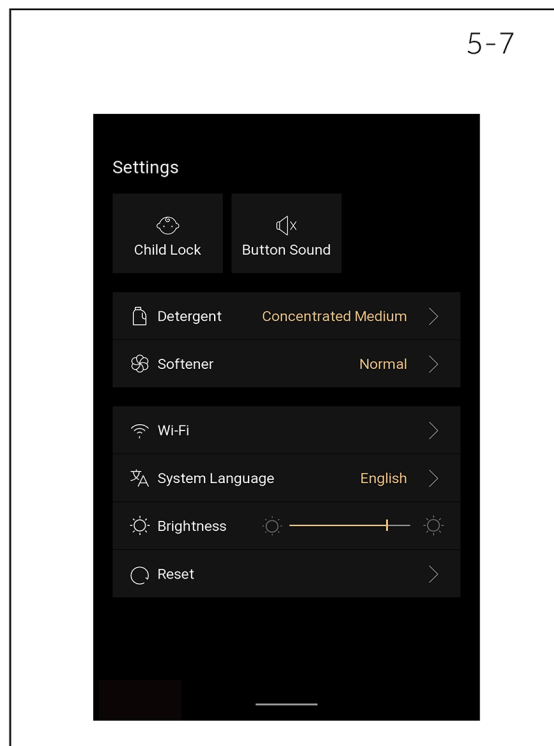 5-7
Settings
Child Lock
Button Sound
Detergent Concentrated Medium
Softener Normal
Wi-Fi
System Language English
Brightness
Reset